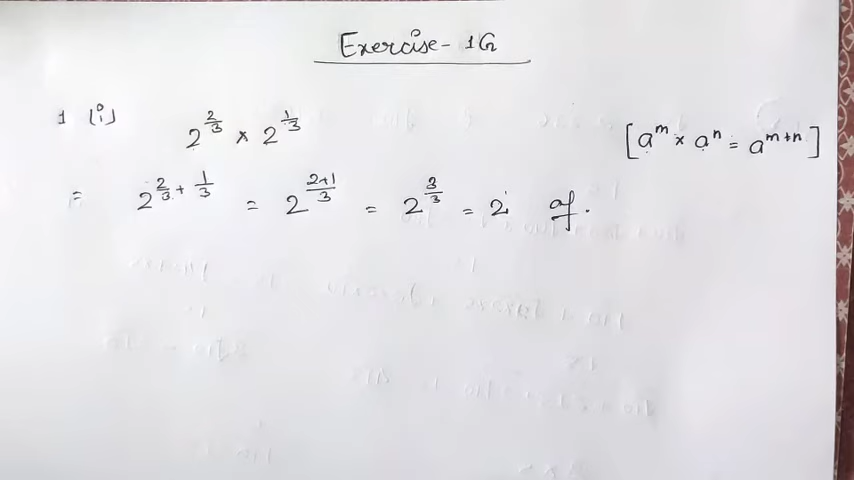 Exercise - 1G
1 (i)
2^{2/3} × 2^{1/3} [a^m × a^n = a^{m+n}]
= 2^{2/3 + 1/3} = 2^{(2+1)/3} = 2^{3/3} = 2